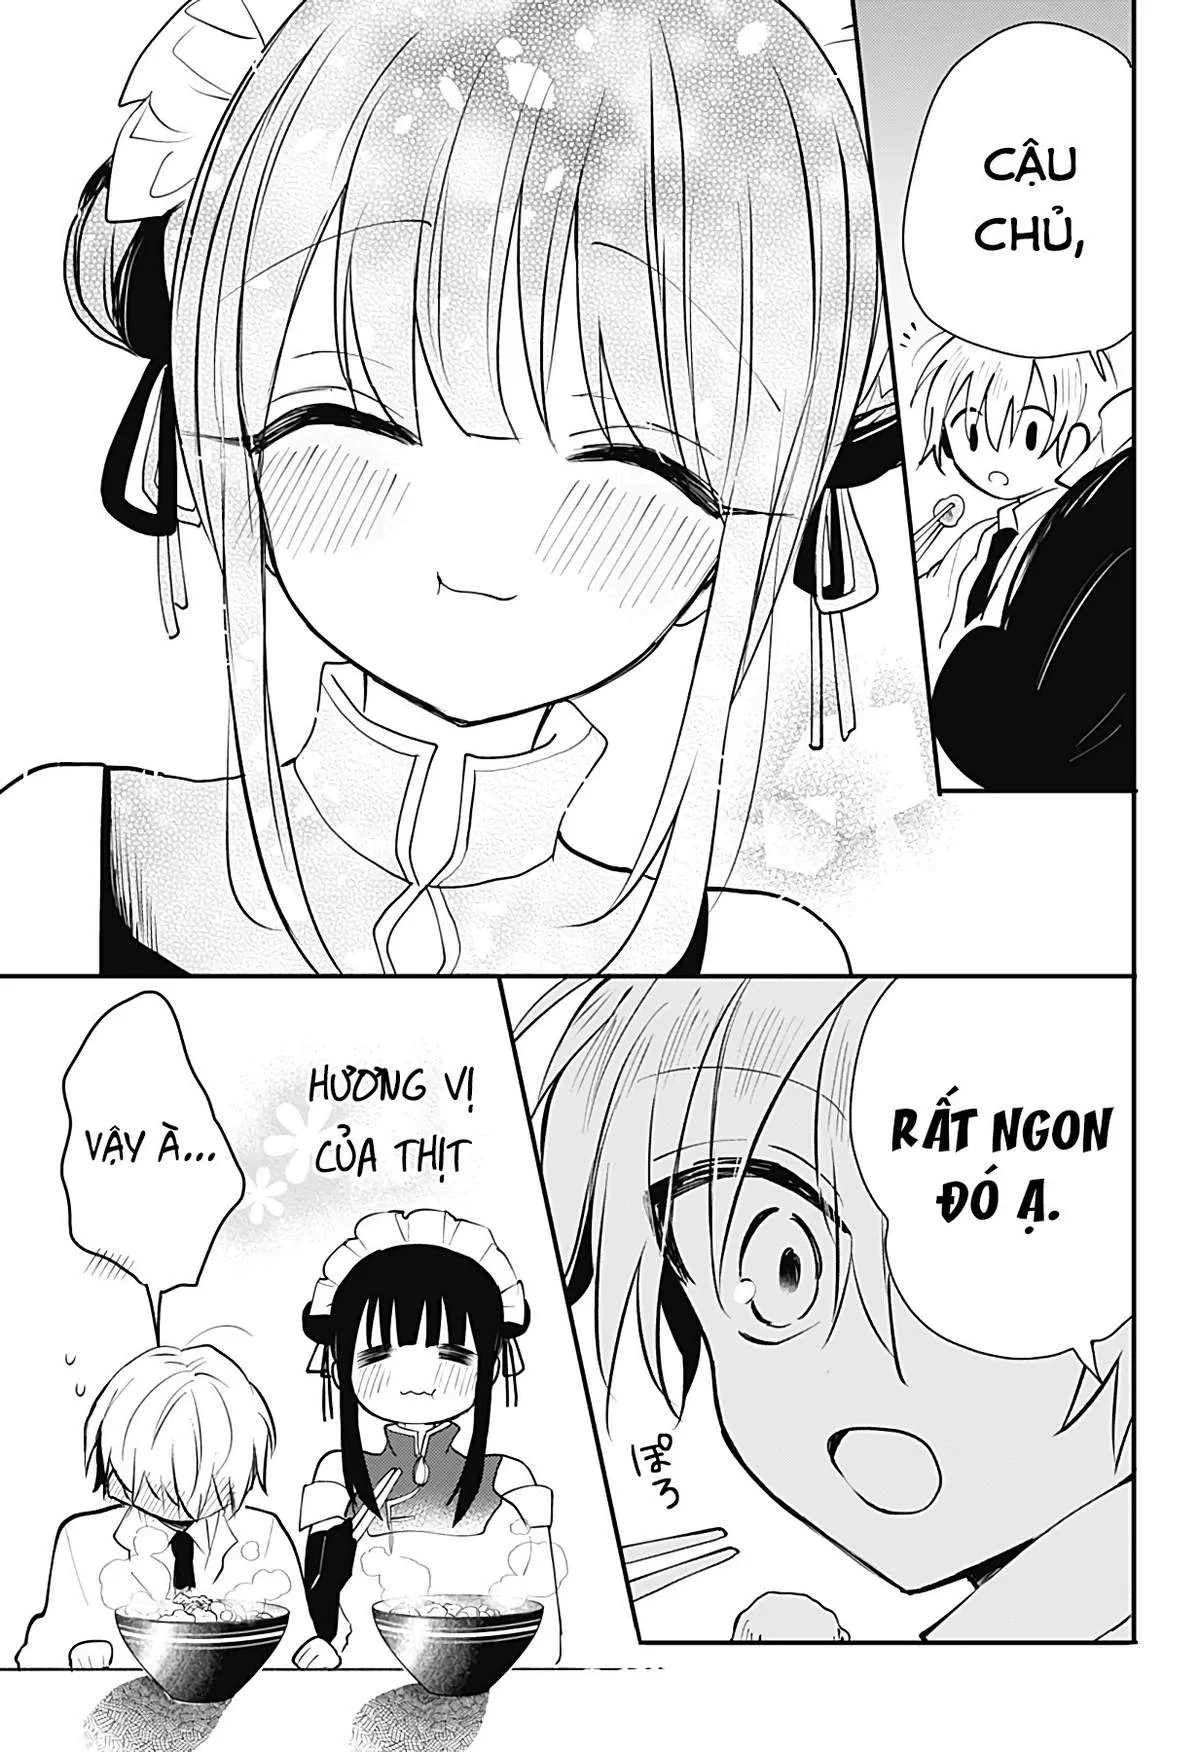 CẬU
CHỦ,
RẤT NGON
ĐÓ Ạ.
ぽろ
HƯƠNG VỊ
CỦA THỊT
VẬY À...